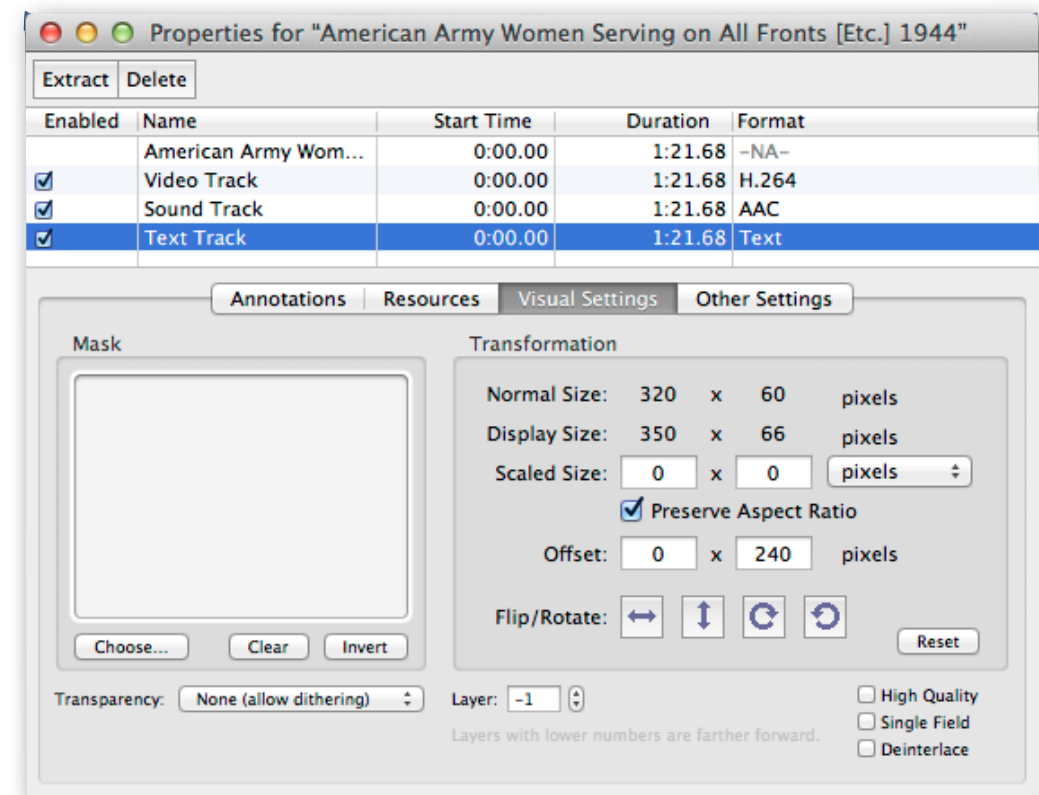 Properties for “American Army Women Serving on All Fronts [Etc.] 1944”
Extract Delete
Enabled Name Start Time Duration Format
American Army Wom... 0:00.00 1:21.68 -NA-
Video Track 0:00.00 1:21.68 H.264
Sound Track 0:00.00 1:21.68 AAC
Text Track 0:00.00 1:21.68 Text
Annotations Resources Visual Settings Other Settings
Mask
Transformation
Normal Size: 320 x 60 pixels
Display Size: 350 x 66 pixels
Scaled Size: 0 x 0 pixels
Preserve Aspect Ratio
Offset: 0 x 240 pixels
Flip/Rotate:
Reset
Choose... Clear Invert
Transparency: None (allow dithering)
Layer: -1
Layers with lower numbers are farther forward.
High Quality
Single Field
Deinterlace